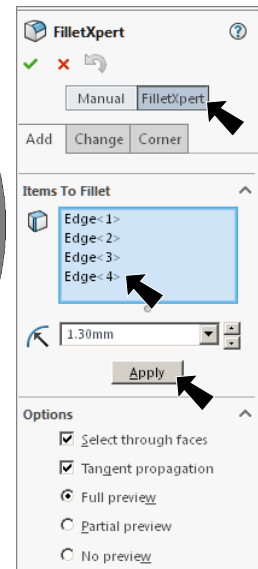 FilletXpert
Manual FilletXpert
Add Change Corner
Items To Fillet
Edge<1>
Edge<2>
Edge<3>
Edge<4>
1.30mm
Apply
Options
Select through faces
Tangent propagation
Full preview
Partial preview
No preview